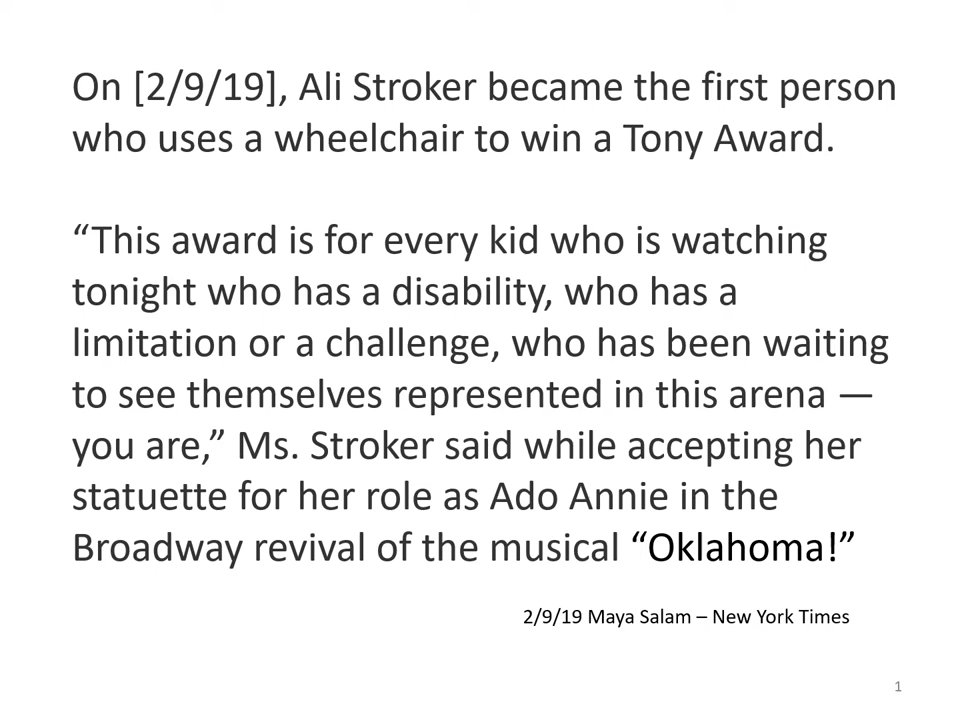 On [2/9/19], Ali Stroker became the first person
who uses a wheelchair to win a Tony Award.
“This award is for every kid who is watching
tonight who has a disability, who has a
limitation or a challenge, who has been waiting
to see themselves represented in this arena —
you are,” Ms. Stroker said while accepting her
statuette for her role as Ado Annie in the
Broadway revival of the musical “Oklahoma!”
2/9/19 Maya Salam – New York Times
1